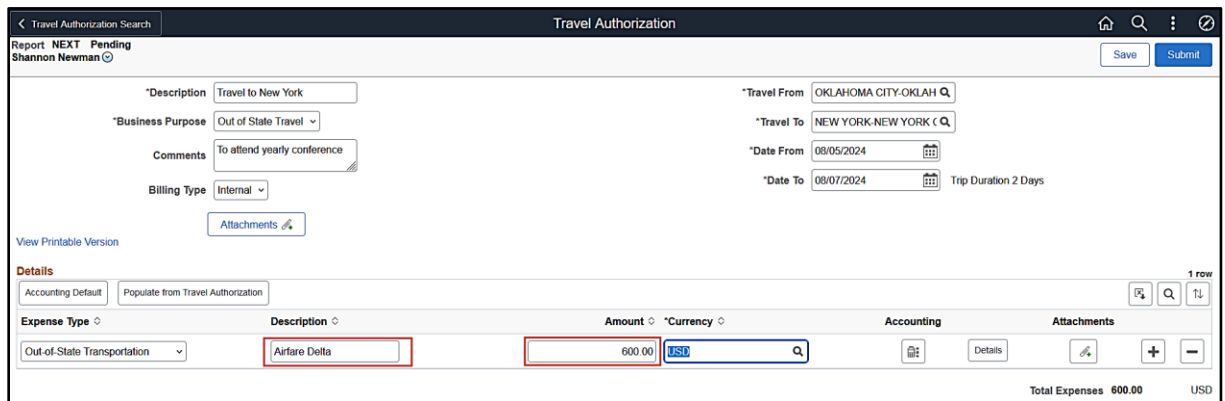 Travel Authorization Search
Travel Authorization
Report NEXT Pending
Shannon Newman
Save Submit
*Description Travel to New York
*Travel From OKLAHOMA CITY-OKLAH
*Business Purpose Out of State Travel
*Travel To NEW YORK-NEW YORK (
Comments To attend yearly conference
*Date From 08/05/2024
Billing Type Internal
*Date To 08/07/2024 Trip Duration 2 Days
Attachments
View Printable Version
Details
1 row
Accounting Default Populate from Travel Authorization
Expense Type Description Amount *Currency Accounting Attachments
Out-of-State Transportation Airfare Delta 600.00 USD Details
Total Expenses 600.00 USD